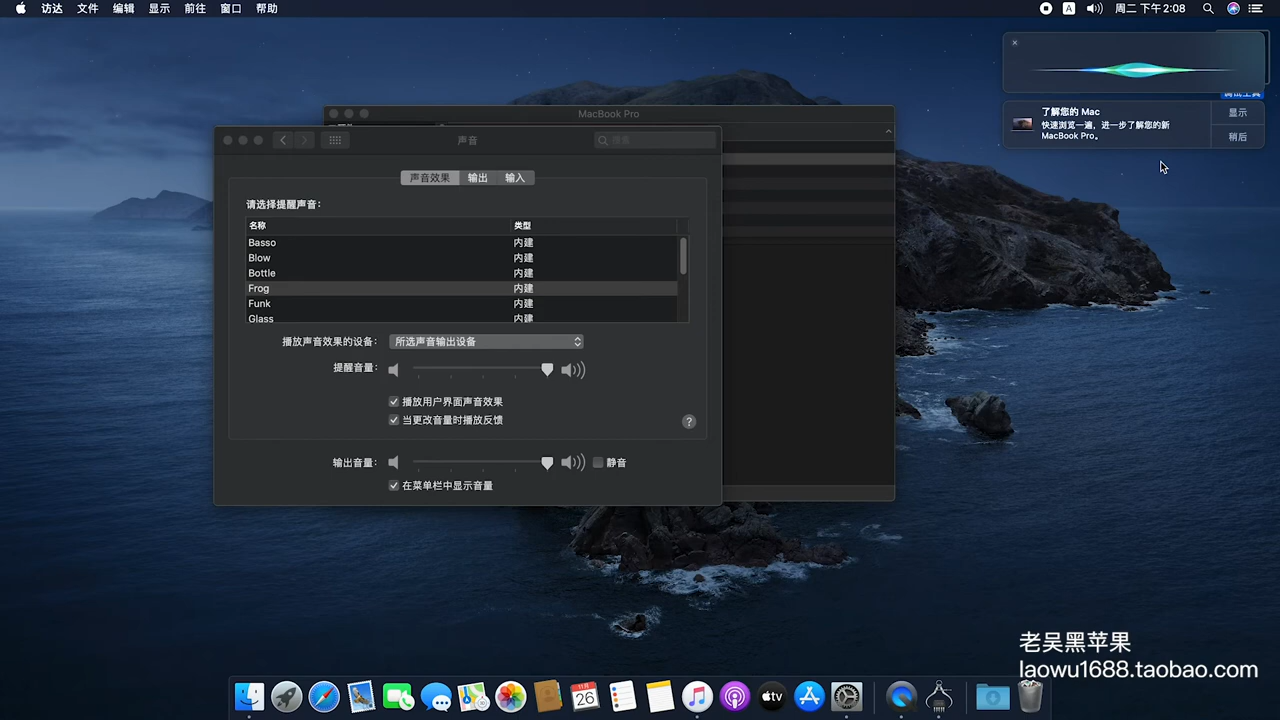 访达 文件 编辑 显示 前往 窗口 帮助
A 周二 下午2:08
了解您的 Mac
快速浏览一遍，进一步了解您的新
MacBook Pro。
显示
稍后
调试工具
MacBook Pro
声音
搜索
声音效果 输出 输入
请选择提醒声音：
名称 类型
Basso 内建
Blow 内建
Bottle 内建
Frog 内建
Funk 内建
Glass 内建
播放声音效果的设备： 所选声音输出设备
提醒音量：
播放用户界面声音效果
当更改音量时播放反馈
?
输出音量： 静音
在菜单栏中显示音量
老吴黑苹果
laowu1688.taobao.com
11月
26
tv